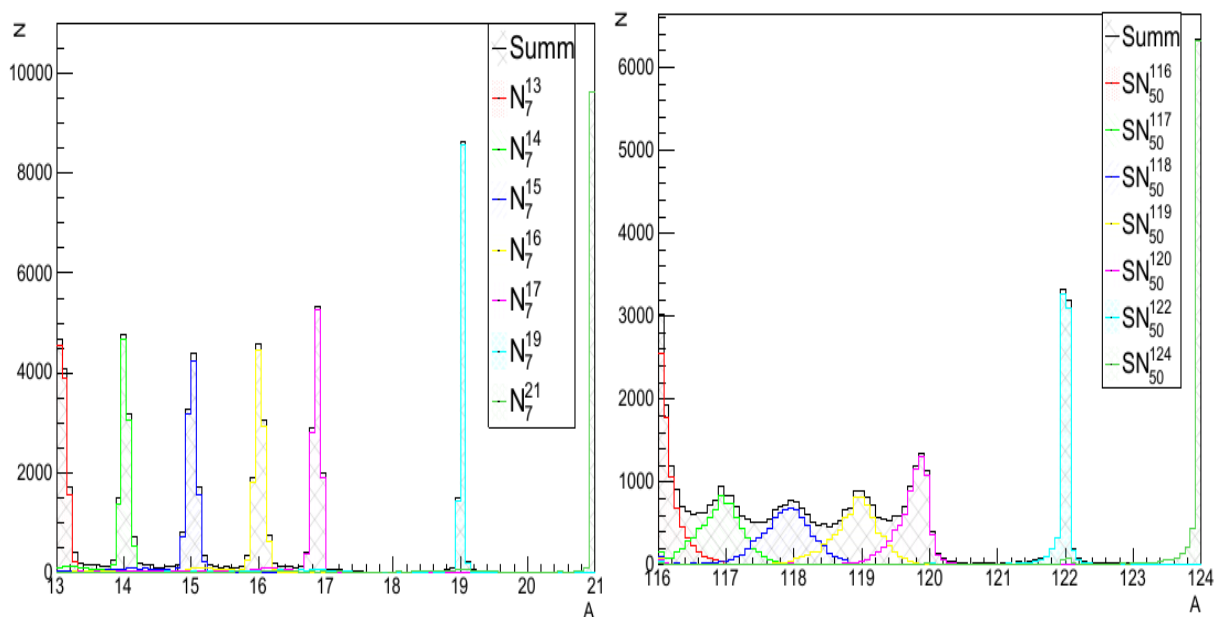 N
10000
8000
6000
4000
2000
0
13 14 15 16 17 18 19 20 21
A
Summ
N 13 7
N 14 7
N 15 7
N 16 7
N 17 7
N 19 7
N 21 7
N
6000
5000
4000
3000
2000
1000
0
116 117 118 119 120 121 122 123 124
A
Summ
SN 116 50
SN 117 50
SN 118 50
SN 119 50
SN 120 50
SN 122 50
SN 124 50